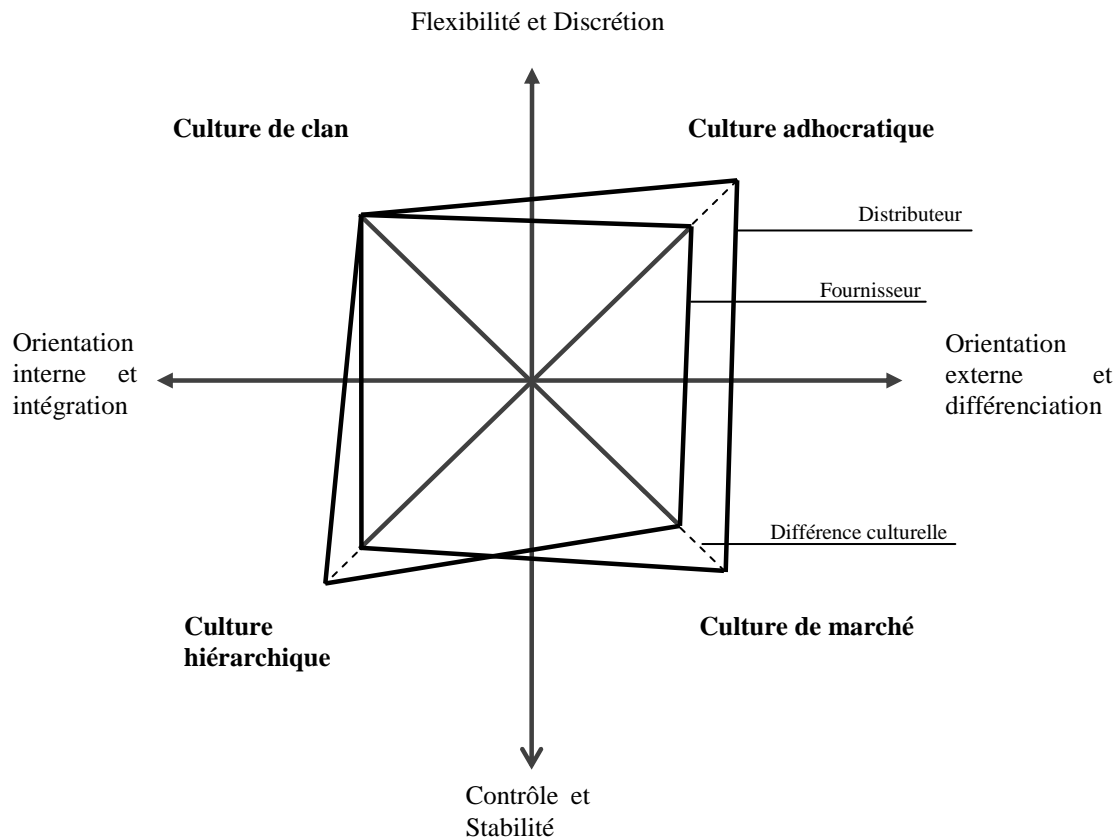 Flexibilité et Discrétion
Culture de clan
Culture adhocratique
Distributeur
Fournisseur
Orientation
interne et
intégration
Orientation
externe et
différenciation
Différence culturelle
Culture
hiérarchique
Culture de marché
Contrôle et
Stabilité